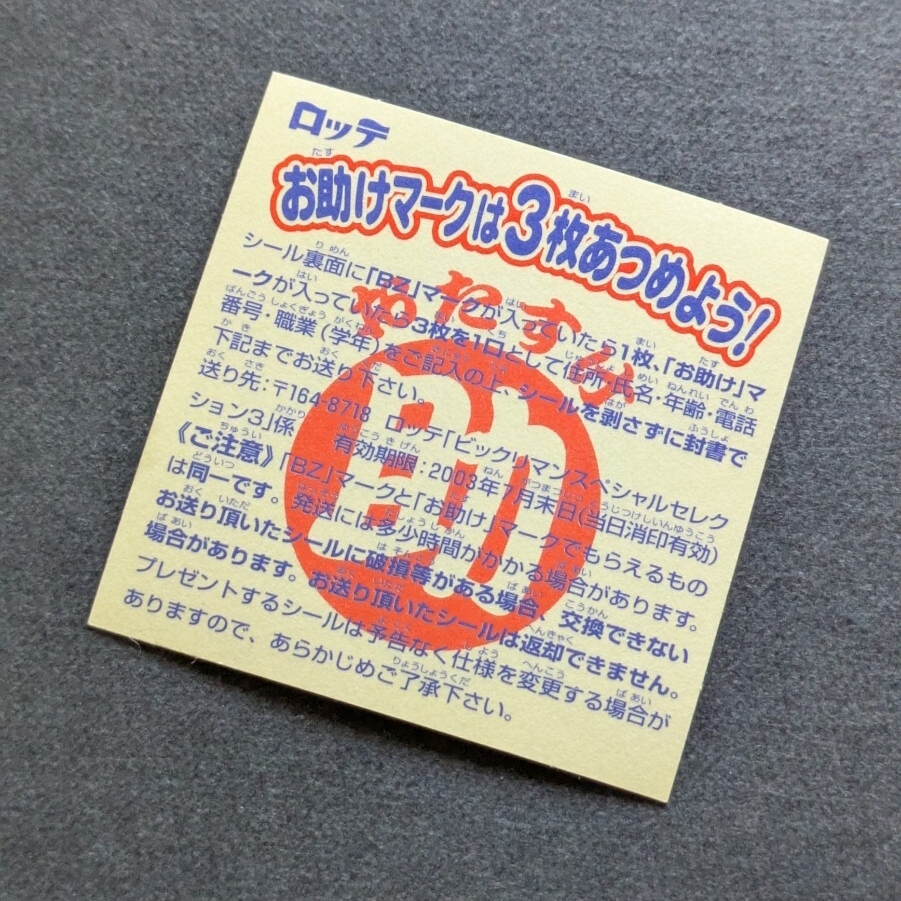 ロッテ
お助けマークは3枚あつめよう!
シール裏面に「BZ」マークが入っていたら1枚、「お助け」マ
ークが入っていたら3枚を1口として住所・氏名・年齢・電話
番号・職業(学年)をご記入の上、シールを剥さずに封書で
下記までお送り下さい。
送り先:〒164-8718 ロッテ「ビックリマンスペシャルセレク
ション3」係 有効期限:2003年7月末日(当日消印有効)
《ご注意》「BZ」マークと「お助け」マークでもらえるもの
は同一です。発送には多少時間がかかる場合があります。
お送り頂いたシールに破損等がある場合、交換できない
場合があります。お送り頂いたシールは返却できません。
プレゼントするシールは予告なく仕様を変更する場合が
ありますので、あらかじめご了承下さい。
おたすけ
助